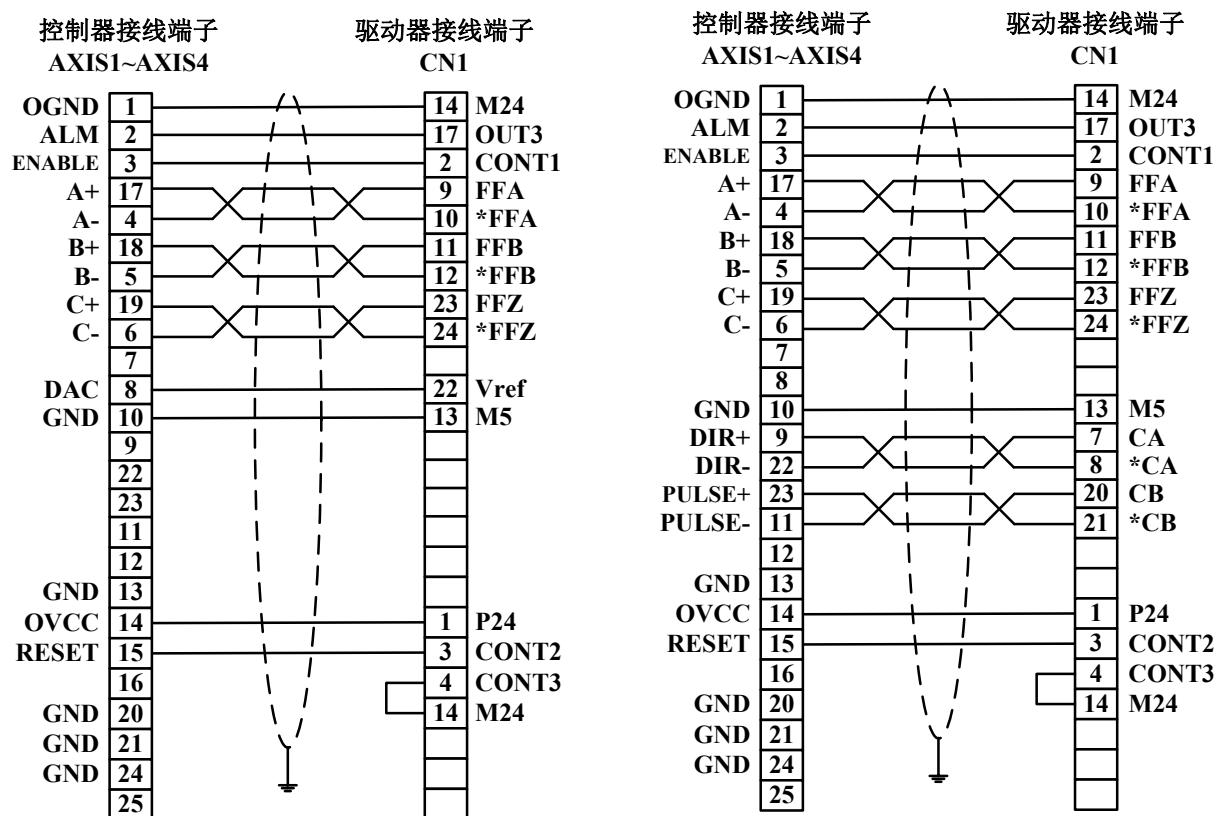 控制器接线端子 驱动器接线端子
AXIS1~AXIS4 CN1
OGND 1 14 M24
ALM 2 17 OUT3
ENABLE 3 2 CONT1
A+ 17 9 FFA
A- 4 10 *FFA
B+ 18 11 FFB
B- 5 12 *FFB
C+ 19 23 FFZ
C- 6 24 *FFZ
7
DAC 8 22 Vref
GND 10 13 M5
9
22
23
11
12
GND 13
OVCC 14 1 P24
RESET 15 3 CONT2
16 4 CONT3
GND 20 14 M24
GND 21
GND 24
25
控制器接线端子 驱动器接线端子
AXIS1~AXIS4 CN1
OGND 1 14 M24
ALM 2 17 OUT3
ENABLE 3 2 CONT1
A+ 17 9 FFA
A- 4 10 *FFA
B+ 18 11 FFB
B- 5 12 *FFB
C+ 19 23 FFZ
C- 6 24 *FFZ
7
8
GND 10 13 M5
DIR+ 9 7 CA
DIR- 22 8 *CA
PULSE+ 23 20 CB
PULSE- 11 21 *CB
12
GND 13
OVCC 14 1 P24
RESET 15 3 CONT2
16 4 CONT3
GND 20 14 M24
GND 21
GND 24
25